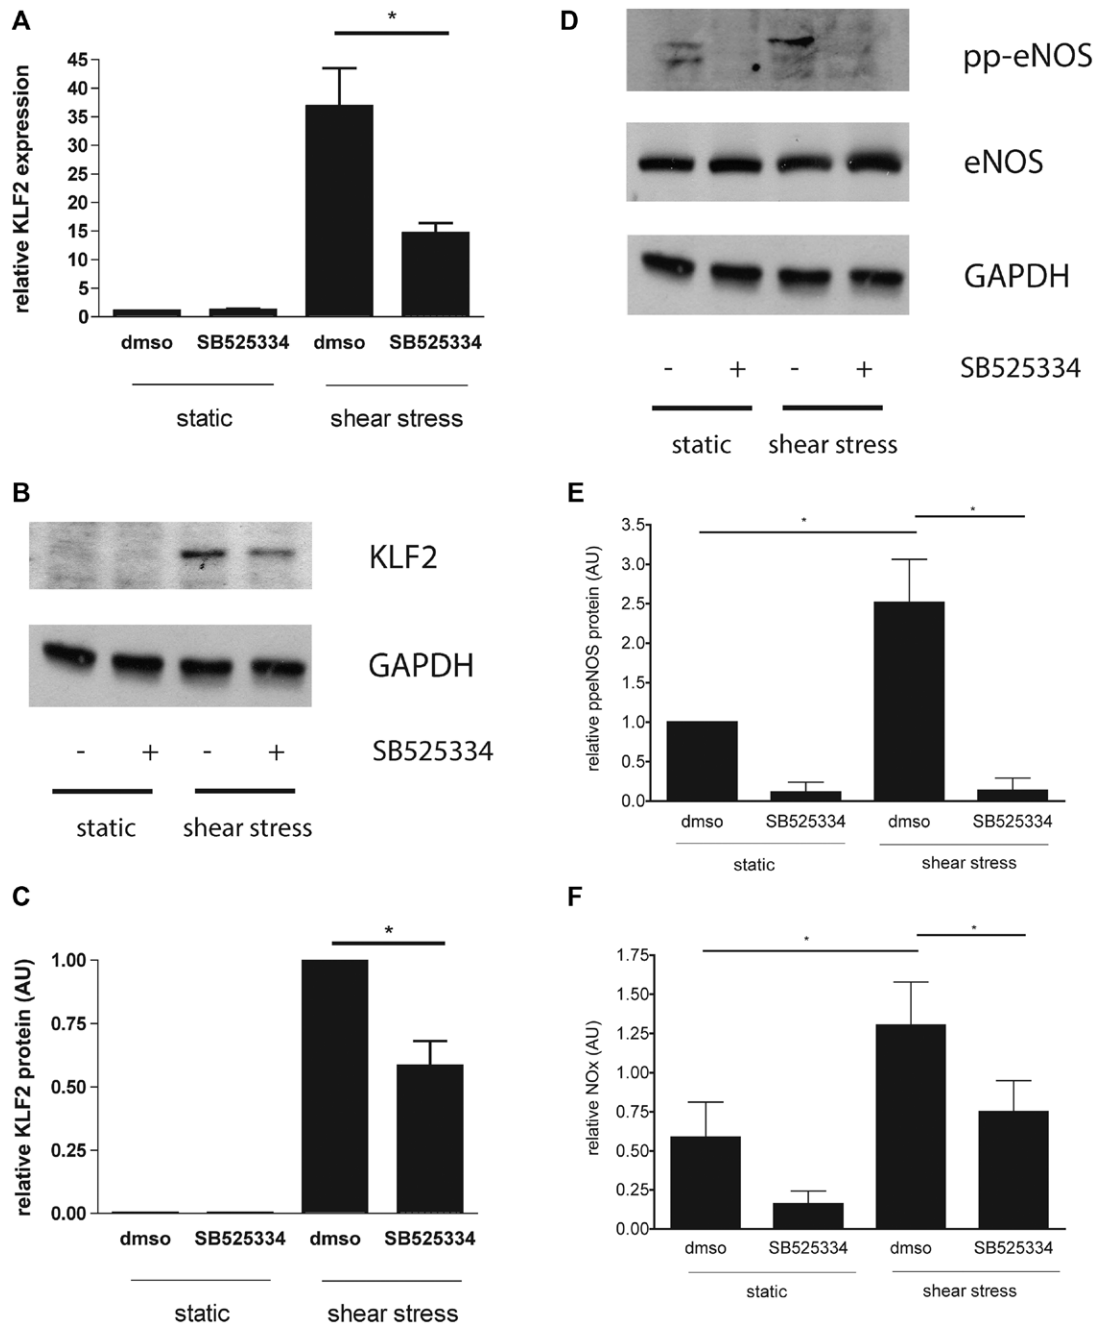 A
*
relative KLF2 expression
45
40
35
30
25
20
15
10
5
0
dmso SB525334 dmso SB525334
static shear stress
B
KLF2
GAPDH
- + - + SB525334
static shear stress
C
*
relative KLF2 protein (AU)
1.00
0.75
0.50
0.25
0.00
dmso SB525334 dmso SB525334
static shear stress
D
pp-eNOS
eNOS
GAPDH
- + - + SB525334
static shear stress
E
* *
relative ppeNOS protein (AU)
3.5
3.0
2.5
2.0
1.5
1.0
0.5
0.0
dmso SB525334 dmso SB525334
static shear stress
F
* *
relative NOx (AU)
1.75
1.50
1.25
1.00
0.75
0.50
0.25
0.00
dmso SB525334 dmso SB525334
static shear stress